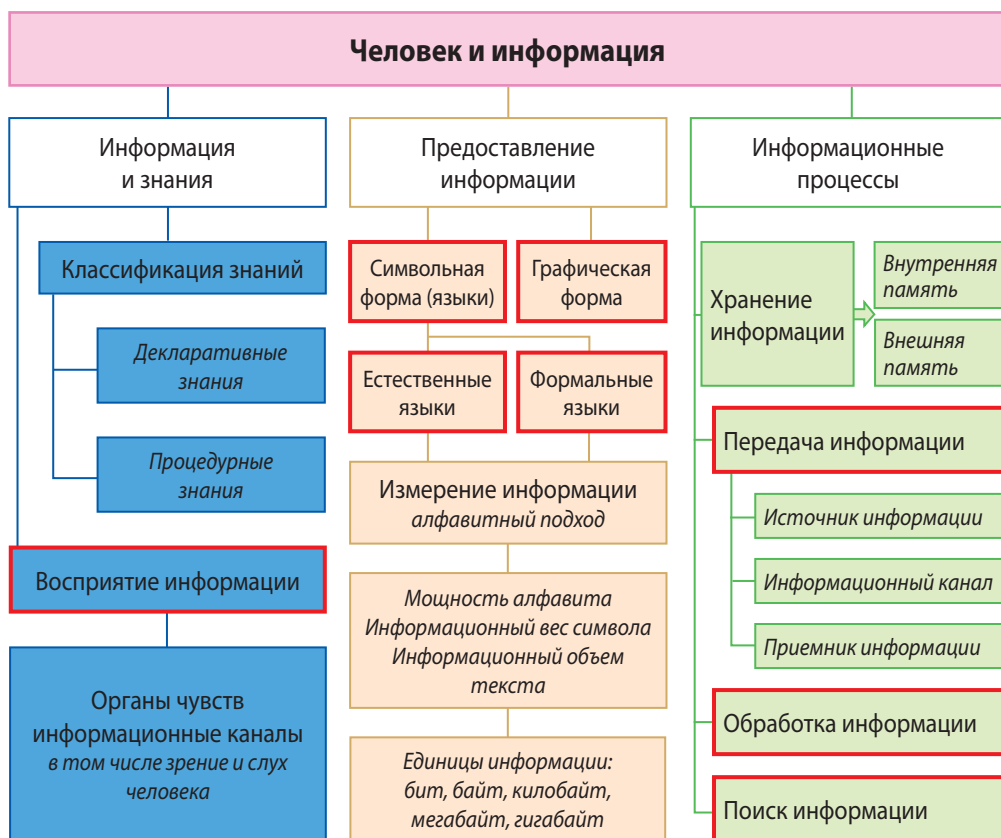 Человек и информация
Информация
и знания
Классификация знаний
Декларативные
знания
Процедурные
знания
Восприятие информации
Органы чувств
информационные каналы
в том числе зрение и слух
человека
Предоставление
информации
Символьная
форма (языки)
Графическая
форма
Естественные
языки
Формальные
языки
Измерение информации
алфавитный подход
Мощность алфавита
Информационный вес символа
Информационный объем
текста
Единицы информации:
бит, байт, килобайт,
мегабайт, гигабайт
Информационные
процессы
Хранение
информации
Внутренняя
память
Внешняя
память
Передача информации
Источник информации
Информационный канал
Приемник информации
Обработка информации
Поиск информации